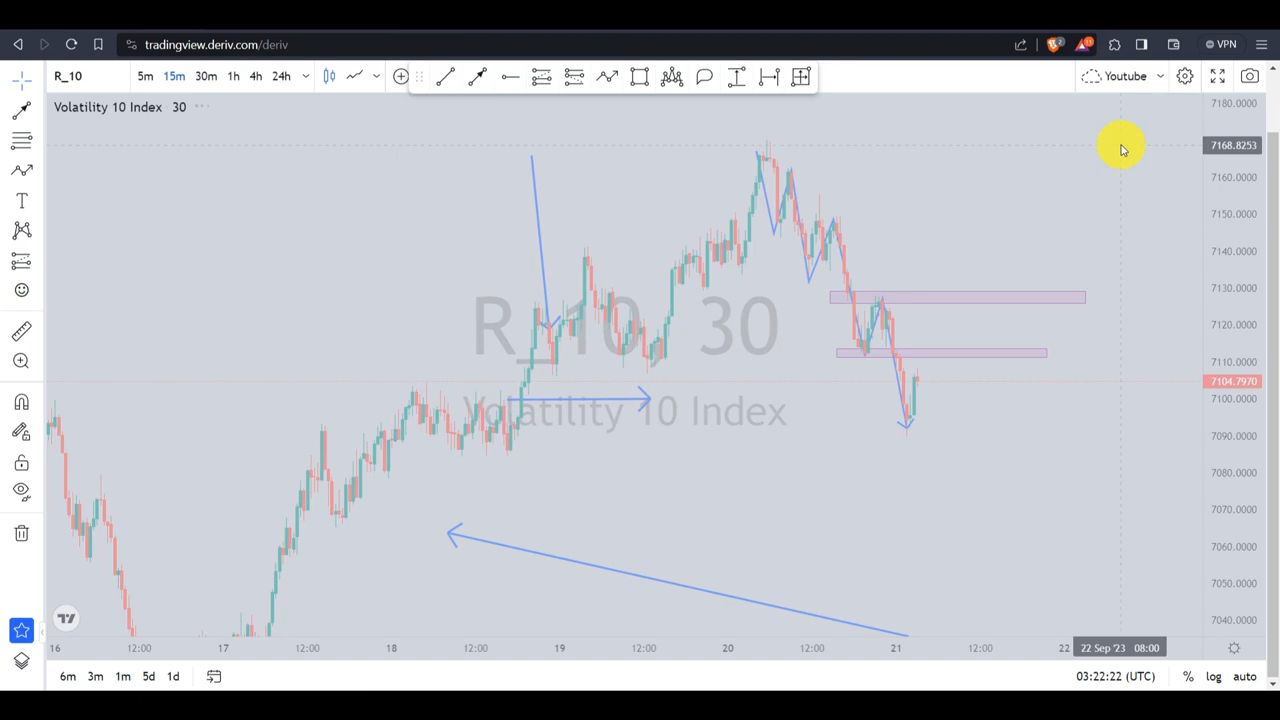 tradingview.deriv.com/deriv
2
11
VPN
R_10
5m 15m 30m 1h 4h 24h
Youtube
Volatility 10 Index 30
7180.0000
7168.8253
7160.0000
7150.0000
7140.0000
7130.0000
7120.0000
7110.0000
7104.7970
7100.0000
7090.0000
7080.0000
7070.0000
7060.0000
7050.0000
7040.0000
R_10, 30
Volatility 10 Index
16 12:00 17 12:00 18 12:00 19 12:00 20 12:00 21 12:00 22 22 Sep '23 08:00
6m 3m 1m 5d 1d
03:22:22 (UTC) % log auto